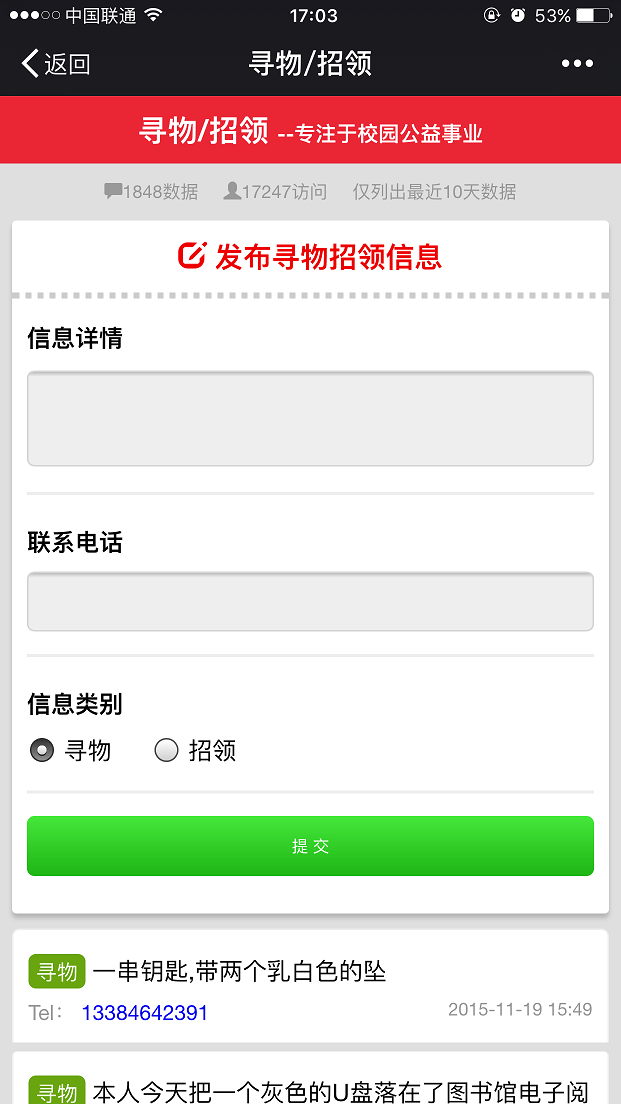 中国联通 17:03 53%
返回 寻物/招领
寻物/招领 --专注于校园公益事业
1848数据 17247访问 仅列出最近10天数据
发布寻物招领信息
信息详情
联系电话
信息类别
寻物 招领
提 交
寻物 一串钥匙,带两个乳白色的坠
Tel： 13384642391 2015-11-19 15:49
寻物 本人今天把一个灰色的U盘落在了图书馆电子阅